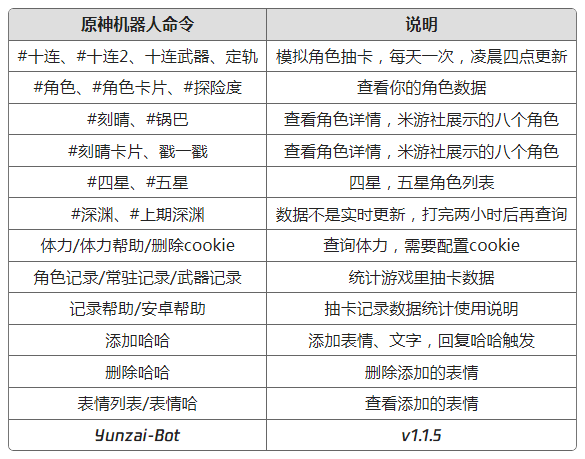 原神机器人命令 说明
#十连、#十连2、十连武器、定轨 模拟角色抽卡，每天一次，凌晨四点更新
#角色、#角色卡片、#探险度 查看你的角色数据
#刻晴、#锅巴 查看角色详情，米游社展示的八个角色
#刻晴卡片、戳一戳 查看角色详情，米游社展示的八个角色
#四星、#五星 四星，五星角色列表
#深渊、#上期深渊 数据不是实时更新，打完两小时后再查询
体力/体力帮助/删除cookie 查询体力，需要配置cookie
角色记录/常驻记录/武器记录 统计游戏里抽卡数据
记录帮助/安卓帮助 抽卡记录数据统计使用说明
添加哈哈 添加表情、文字，回复哈哈触发
删除哈哈 删除添加的表情
表情列表/表情哈 查看添加的表情
Yunzai-Bot v1.1.5